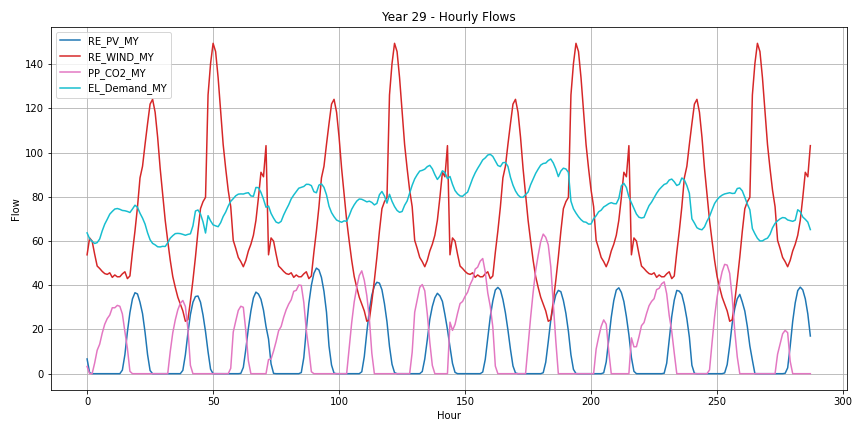 Year 29 - Hourly Flows
RE_PV_MY
RE_WIND_MY
PP_CO2_MY
EL_Demand_MY
Flow
140
120
100
80
60
40
20
0
0 50 100 150 200 250 300
Hour